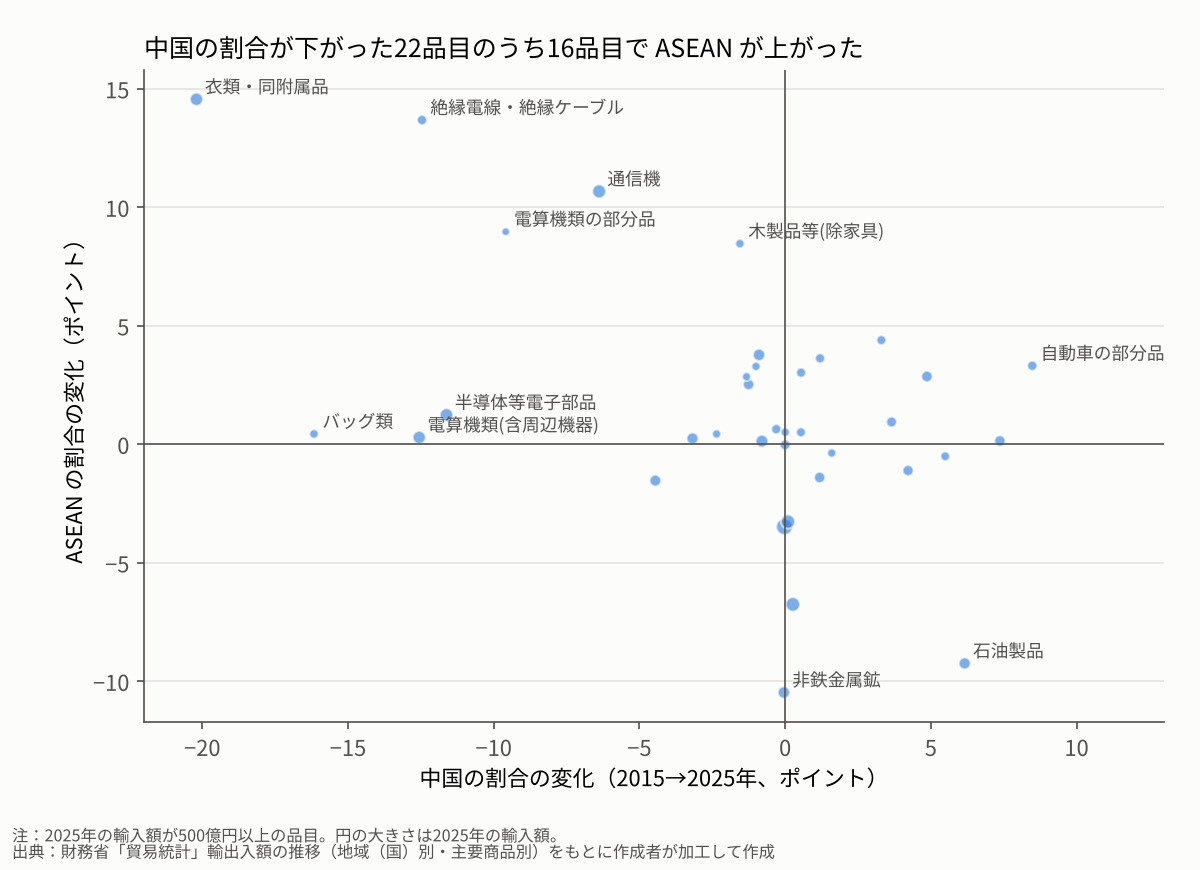 中国の割合が下がった22品目のうち16品目で ASEAN が上がった
15
10
5
0
−5
−10
ASEAN の割合の変化（ポイント）
衣類・同附属品
絶縁電線・絶縁ケーブル
通信機
電算機類の部分品
木製品等(除家具)
自動車の部分品
半導体等電子部品
バッグ類
電算機類(含周辺機器)
石油製品
非鉄金属鉱
−20
−15
−10
−5
0
5
10
中国の割合の変化（2015→2025年、ポイント）
注：2025年の輸入額が500億円以上の品目。円の大きさは2025年の輸入額。
出典：財務省「貿易統計」輸出入額の推移（地域（国）別・主要商品別）をもとに作成者が加工して作成